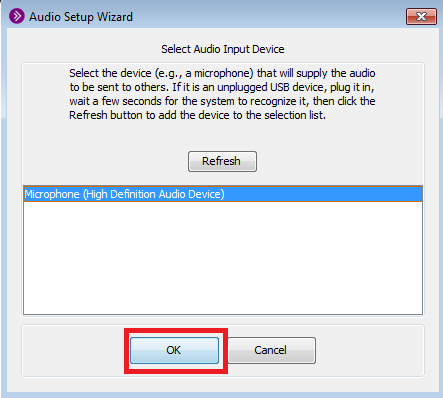 Audio Setup Wizard
Select Audio Input Device
Select the device (e.g., a microphone) that will supply the audio
to be sent to others. If it is an unplugged USB device, plug it in,
wait a few seconds for the system to recognize it, then click the
Refresh button to add the device to the selection list.
Refresh
Microphone (High Definition Audio Device)
OK
Cancel